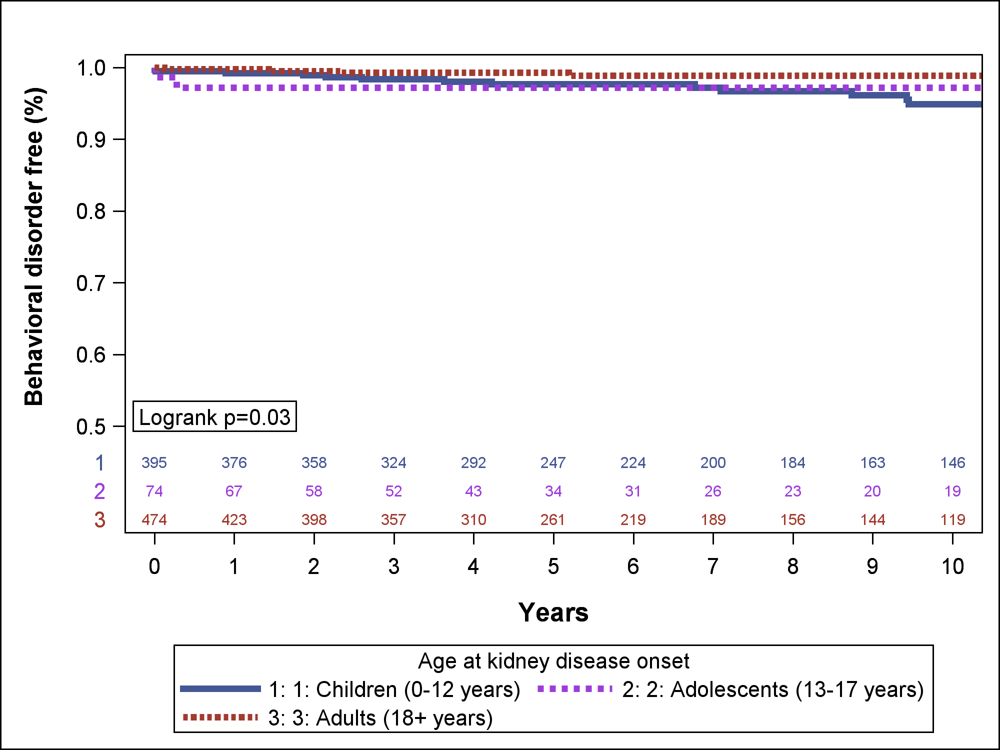 Behavioral disorder free (%)
1.0
0.9
0.8
0.7
0.6
0.5
Logrank p=0.03
1 395 376 358 324 292 247 224 200 184 163 146
2 74 67 58 52 43 34 31 26 23 20 19
3 474 423 398 357 310 261 219 189 156 144 119
0 1 2 3 4 5 6 7 8 9 10
Years
Age at kidney disease onset
1: 1: Children (0-12 years) 2: 2: Adolescents (13-17 years)
3: 3: Adults (18+ years)